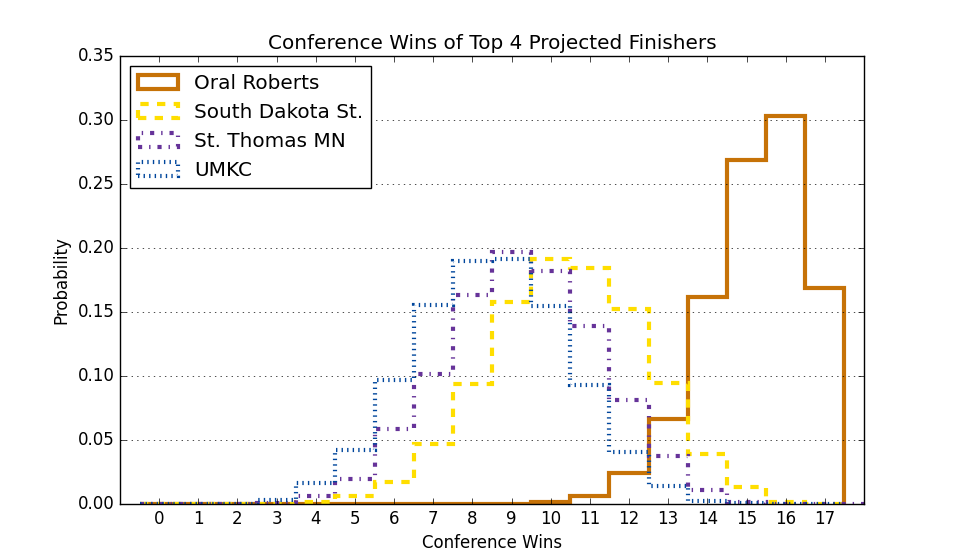 Conference Wins of Top 4 Projected Finishers
0.35
0.30
0.25
0.20
0.15
0.10
0.05
0.00
Probability
Oral Roberts
South Dakota St.
St. Thomas MN
UMKC
0 1 2 3 4 5 6 7 8 9 10 11 12 13 14 15 16 17
Conference Wins